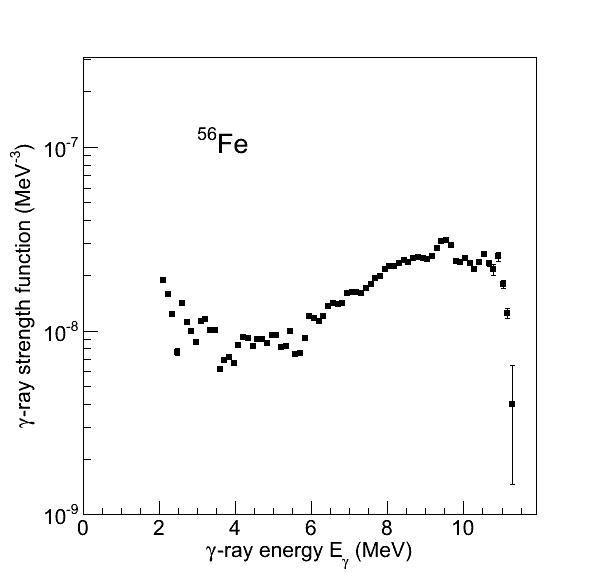 ⁵⁶Fe
γ-ray strength function (MeV⁻³)
10⁻⁷
10⁻⁸
10⁻⁹
0 2 4 6 8 10
γ-ray energy E_γ (MeV)